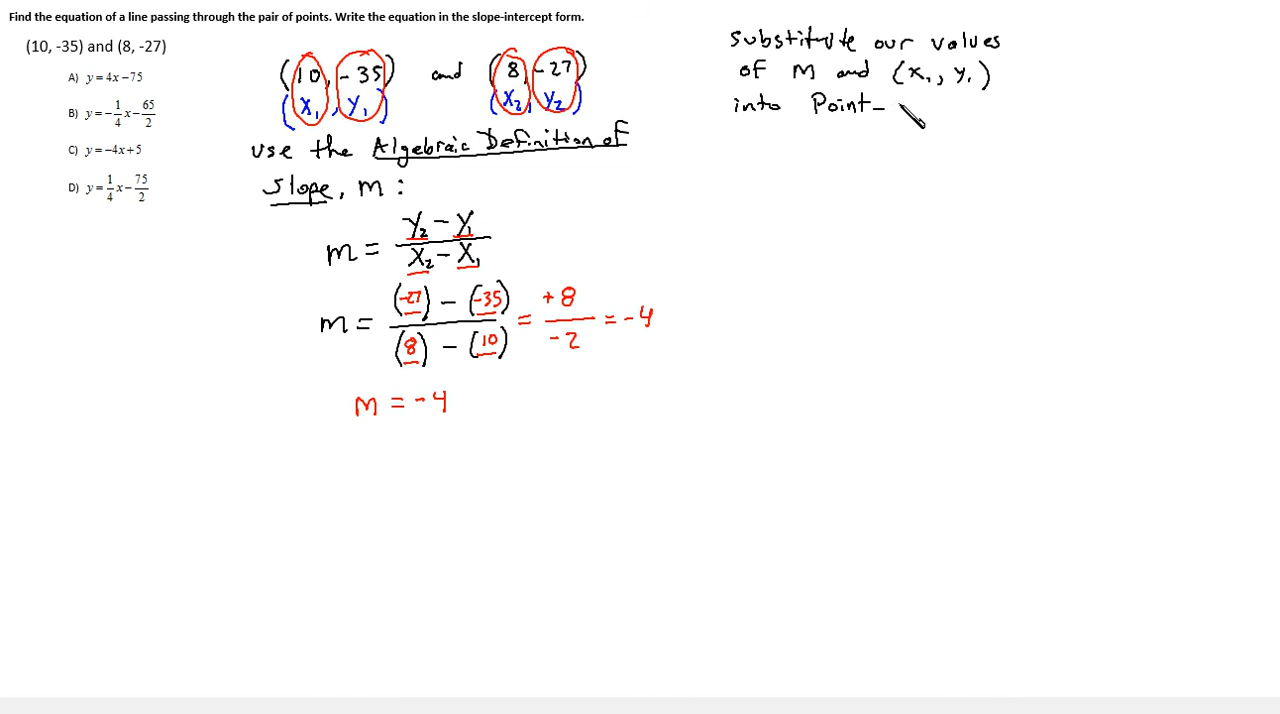 Find the equation of a line passing through the pair of points. Write the equation in the slope-intercept form.
(10, -35) and (8, -27)
A) y = 4x - 75
B) y = -1/4 x - 65/2
C) y = -4x + 5
D) y = 1/4 x - 75/2
(10, -35) and (8, -27)
(x₁, y₁) (x₂, y₂)
use the Algebraic Definition of
slope, m:
m = (y₂ - y₁)/(x₂ - x₁)
m = ((-27) - (-35))/((8) - (10)) = +8/-2 = -4
m = -4
substitute our values
of m and (x₁, y₁)
into Point-